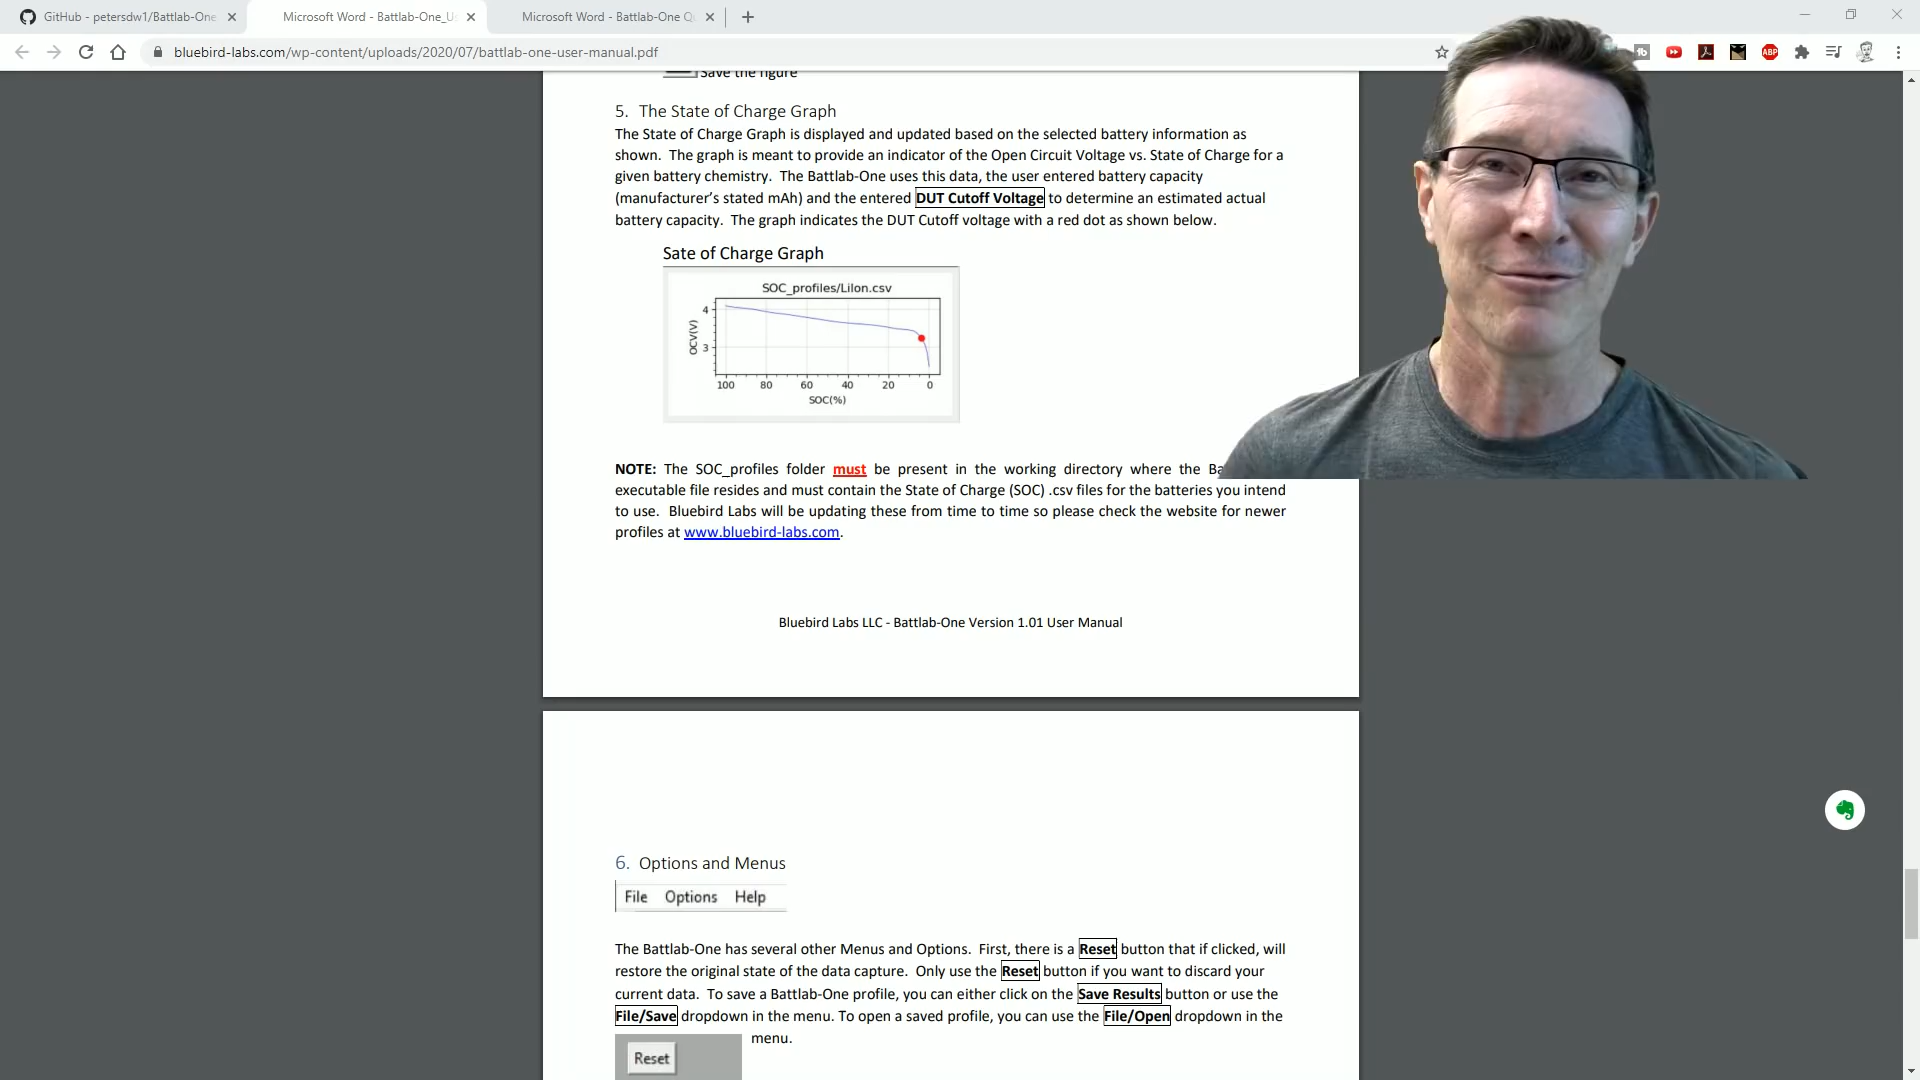 GitHub - petersdw1/Battlab-One
Microsoft Word - Battlab-One_U
Microsoft Word - Battlab-One Q
bluebird-labs.com/wp-content/uploads/2020/07/battlab-one-user-manual.pdf
tb
ABP
Save the figure
5. The State of Charge Graph
The State of Charge Graph is displayed and updated based on the selected battery information as
shown. The graph is meant to provide an indicator of the Open Circuit Voltage vs. State of Charge for a
given battery chemistry. The Battlab-One uses this data, the user entered battery capacity
(manufacturer's stated mAh) and the entered DUT Cutoff Voltage to determine an estimated actual
battery capacity. The graph indicates the DUT Cutoff voltage with a red dot as shown below.
Sate of Charge Graph
SOC_profiles/LiIon.csv
OCV(V)
4
3
100 80 60 40 20 0
SOC(%)
NOTE: The SOC_profiles folder must be present in the working directory where the Ba
executable file resides and must contain the State of Charge (SOC) .csv files for the batteries you intend
to use. Bluebird Labs will be updating these from time to time so please check the website for newer
profiles at www.bluebird-labs.com.
Bluebird Labs LLC - Battlab-One Version 1.01 User Manual
6. Options and Menus
File Options Help
The Battlab-One has several other Menus and Options. First, there is a Reset button that if clicked, will
restore the original state of the data capture. Only use the Reset button if you want to discard your
current data. To save a Battlab-One profile, you can either click on the Save Results button or use the
File/Save dropdown in the menu. To open a saved profile, you can use the File/Open dropdown in the
menu.
Reset